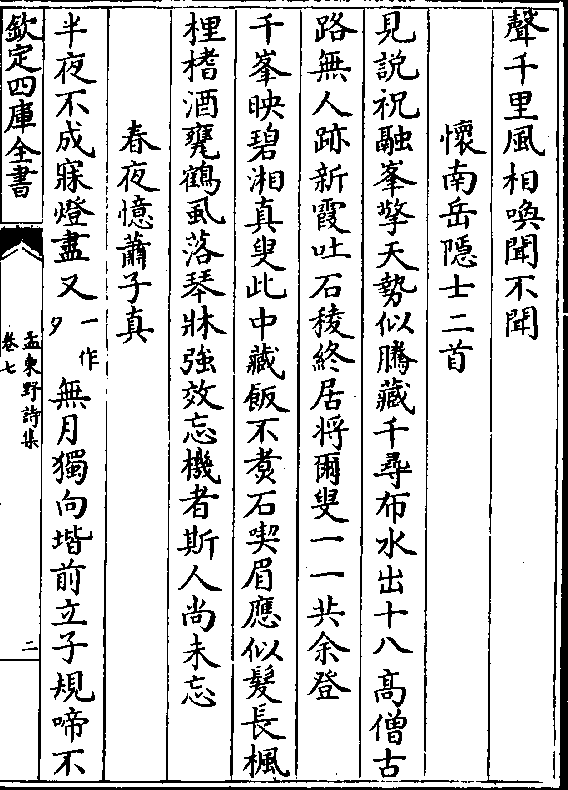 聲千里風相喚聞不聞
懷南岳隱士二首
見説祝融峯擎天勢似騰藏千尋布水出十八高僧古
路無人跡新霞吐石稜終居將爾叟一一共余登
千峯映碧湘真叟此中藏飯不煑石喫眉應似髮長楓
柙榰酒甕鶴虱落琴牀強效忘機者斯人尚未忘
春夜憶蕭子真
半夜不成寐燈盡又一作夕無月獨向堦前立子規啼不
欽定四庫全書
孟東野詩集
卷七
二